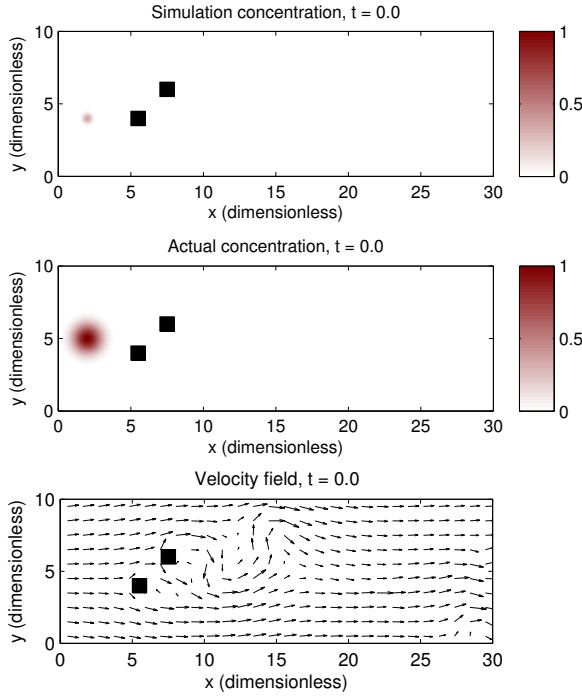 Simulation concentration, t = 0.0
y (dimensionless)
10
5
0
0 5 10 15 20 25 30
x (dimensionless)
1
0.5
0
Actual concentration, t = 0.0
y (dimensionless)
10
5
0
0 5 10 15 20 25 30
x (dimensionless)
1
0.5
0
Velocity field, t = 0.0
y (dimensionless)
10
5
0
0 5 10 15 20 25 30
x (dimensionless)